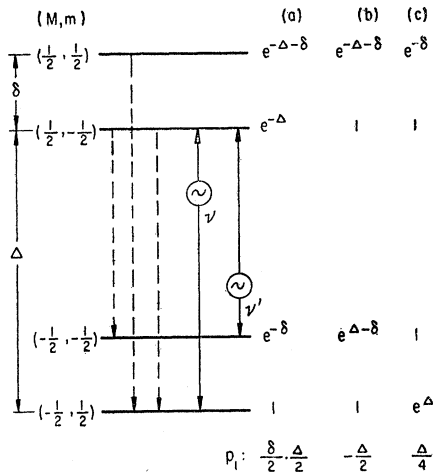 (M,m) (a) (b) (c)
(1/2, 1/2) e^{-Δ-δ} e^{-Δ-δ} e^{-δ}
δ
(1/2, -1/2) e^{-Δ} 1 1
ν
Δ
ν'
(-1/2, -1/2) e^{-δ} e^{Δ-δ} 1
(-1/2, 1/2) 1 1 e^{Δ}
P_1: δ/2 · Δ/2 -Δ/2 Δ/4